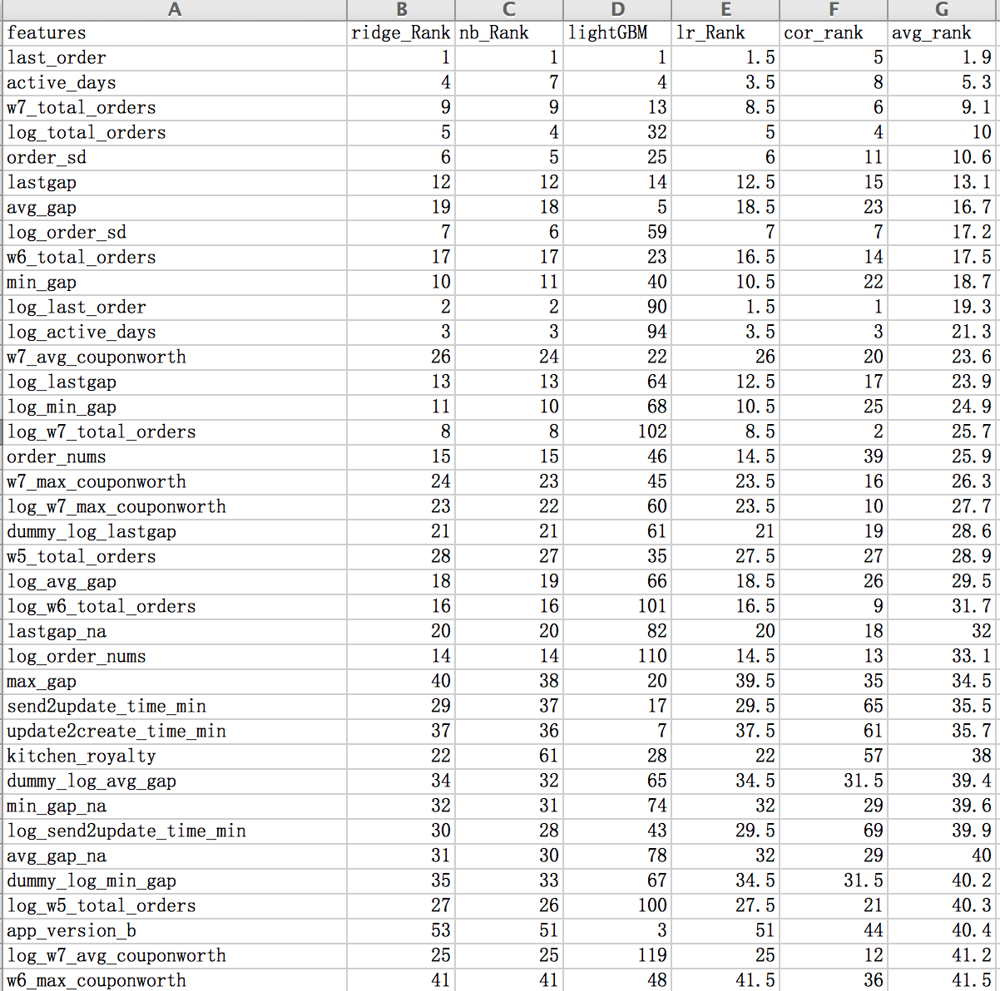 A B C D E F G
features ridge_Rank nb_Rank lightGBM lr_Rank cor_rank avg_rank
last_order 1 1 1 1.5 5 1.9
active_days 4 7 4 3.5 8 5.3
w7_total_orders 9 9 13 8.5 6 9.1
log_total_orders 5 4 32 5 4 10
order_sd 6 5 25 6 11 10.6
lastgap 12 12 14 12.5 15 13.1
avg_gap 19 18 5 18.5 23 16.7
log_order_sd 7 6 59 7 7 17.2
w6_total_orders 17 17 23 16.5 14 17.5
min_gap 10 11 40 10.5 22 18.7
log_last_order 2 2 90 1.5 1 19.3
log_active_days 3 3 94 3.5 3 21.3
w7_avg_couponworth 26 24 22 26 20 23.6
log_lastgap 13 13 64 12.5 17 23.9
log_min_gap 11 10 68 10.5 25 24.9
log_w7_total_orders 8 8 102 8.5 2 25.7
order_nums 15 15 46 14.5 39 25.9
w7_max_couponworth 24 23 45 23.5 16 26.3
log_w7_max_couponworth 23 22 60 23.5 10 27.7
dummy_log_lastgap 21 21 61 21 19 28.6
w5_total_orders 28 27 35 27.5 27 28.9
log_avg_gap 18 19 66 18.5 26 29.5
log_w6_total_orders 16 16 101 16.5 9 31.7
lastgap_na 20 20 82 20 18 32
log_order_nums 14 14 110 14.5 13 33.1
max_gap 40 38 20 39.5 35 34.5
send2update_time_min 29 37 17 29.5 65 35.5
update2create_time_min 37 36 7 37.5 61 35.7
kitchen_royalty 22 61 28 22 57 38
dummy_log_avg_gap 34 32 65 34.5 31.5 39.4
min_gap_na 32 31 74 32 29 39.6
log_send2update_time_min 30 28 43 29.5 69 39.9
avg_gap_na 31 30 78 32 29 40
dummy_log_min_gap 35 33 67 34.5 31.5 40.2
log_w5_total_orders 27 26 100 27.5 21 40.3
app_version_b 53 51 3 51 44 40.4
log_w7_avg_couponworth 25 25 119 25 12 41.2
w6_max_couponworth 41 41 48 41.5 36 41.5